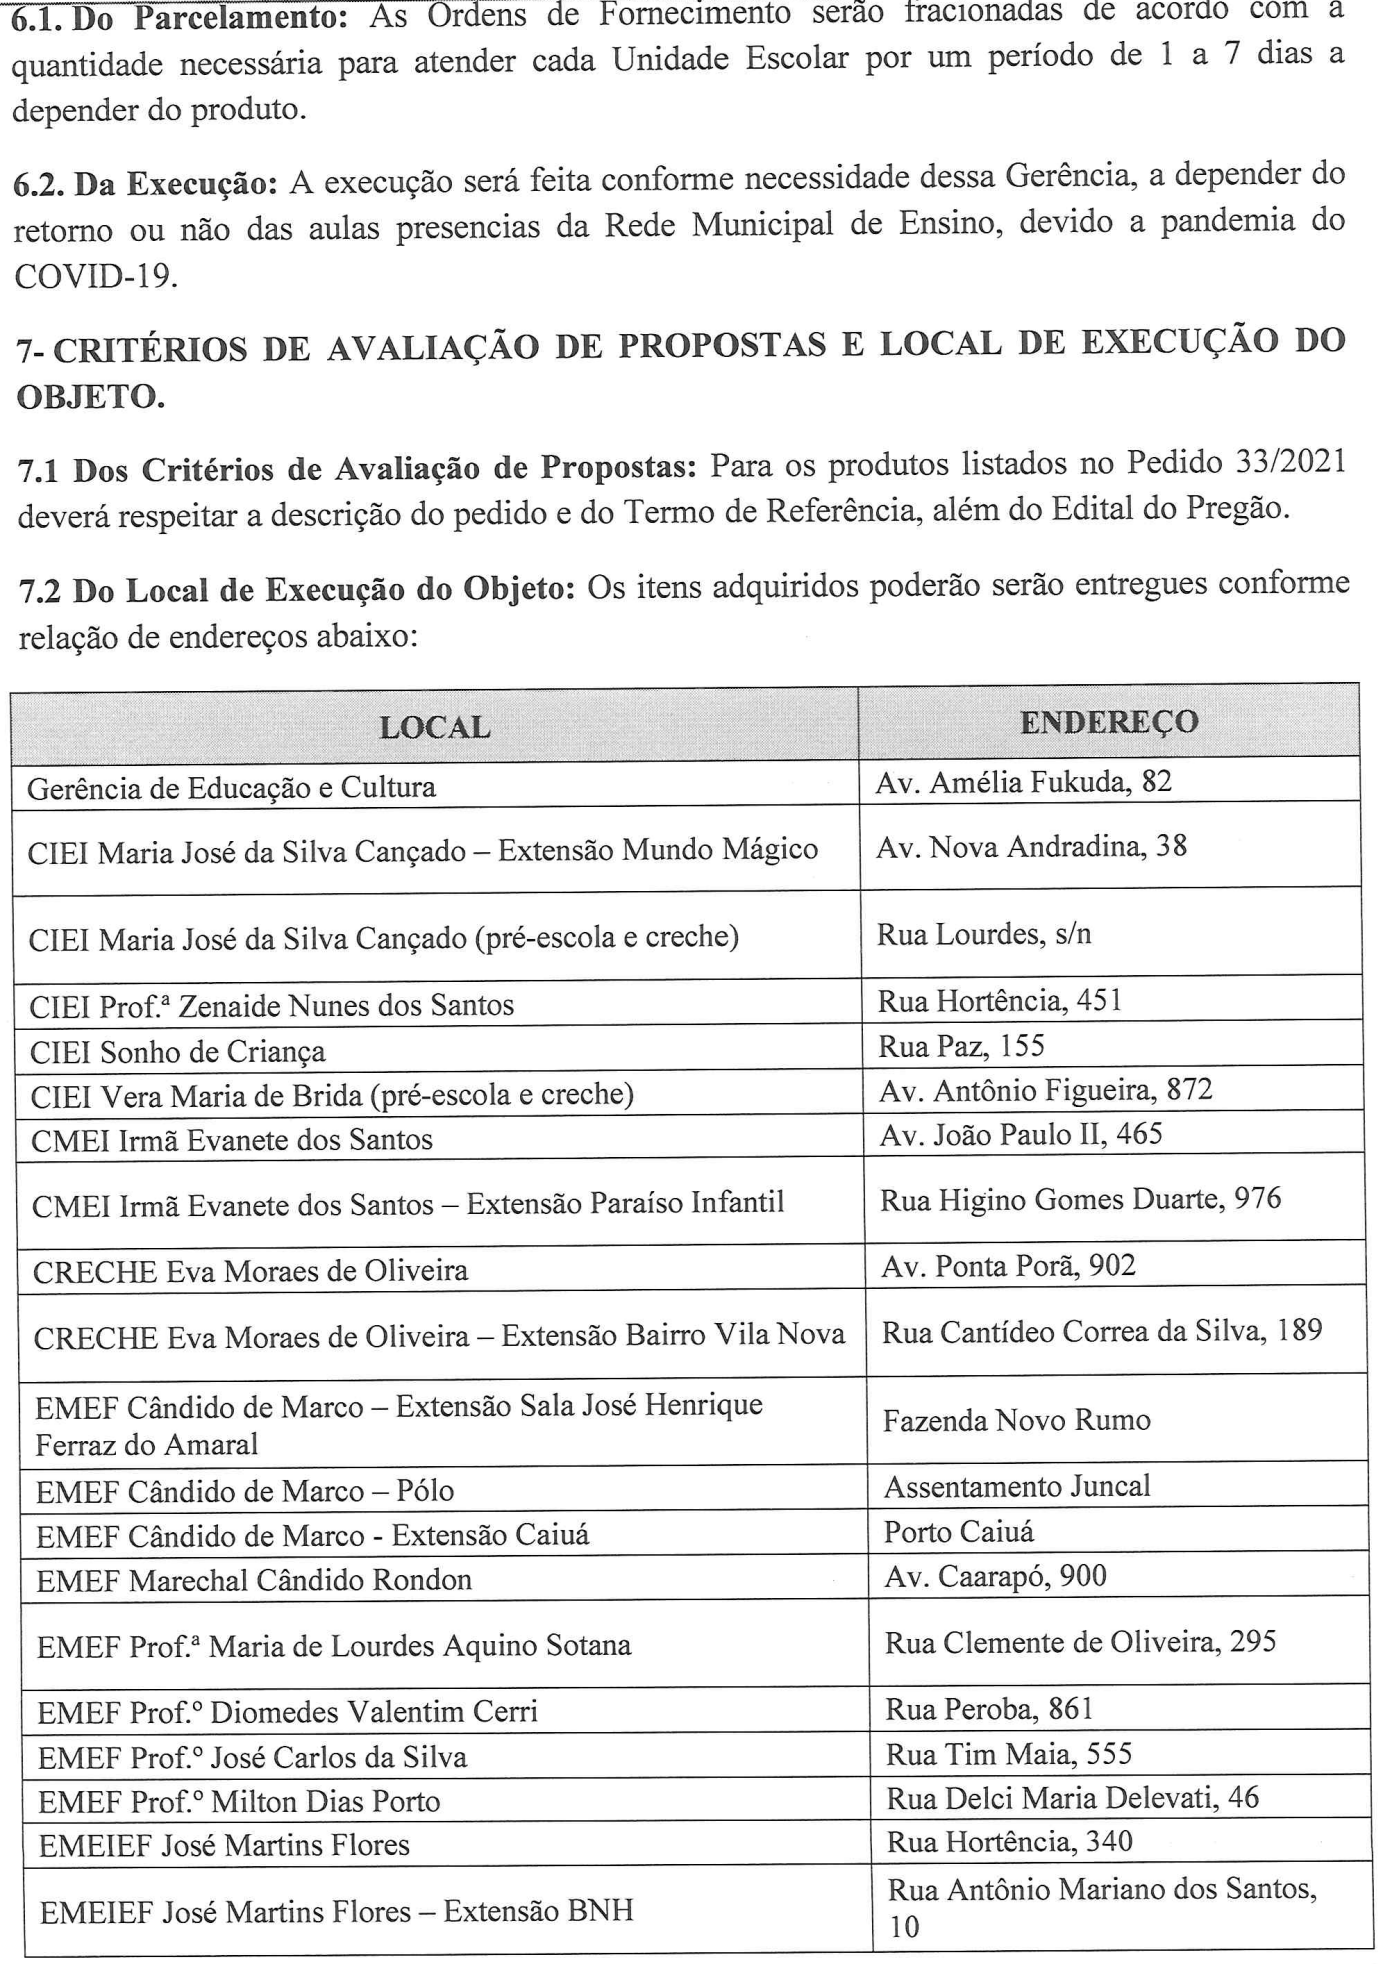 6.1. Do Parcelamento: As Ordens de Fornecimento serão fracionadas de acordo com a
quantidade necessária para atender cada Unidade Escolar por um período de 1 a 7 dias a
depender do produto.
6.2. Da Execução: A execução será feita conforme necessidade dessa Gerência, a depender do
retorno ou não das aulas presencias da Rede Municipal de Ensino, devido a pandemia do
COVID-19.
7- CRITÉRIOS DE AVALIAÇÃO DE PROPOSTAS E LOCAL DE EXECUÇÃO DO
OBJETO.
7.1 Dos Critérios de Avaliação de Propostas: Para os produtos listados no Pedido 33/2021
deverá respeitar a descrição do pedido e do Termo de Referência, além do Edital do Pregão.
7.2 Do Local de Execução do Objeto: Os itens adquiridos poderão serão entregues conforme
relação de endereços abaixo:
LOCAL ENDEREÇO
Gerência de Educação e Cultura Av. Amélia Fukuda, 82
CIEI Maria José da Silva Cançado – Extensão Mundo Mágico Av. Nova Andradina, 38
CIEI Maria José da Silva Cançado (pré-escola e creche) Rua Lourdes, s/n
CIEI Prof.ª Zenaide Nunes dos Santos Rua Hortência, 451
CIEI Sonho de Criança Rua Paz, 155
CIEI Vera Maria de Brida (pré-escola e creche) Av. Antônio Figueira, 872
CMEI Irmã Evanete dos Santos Av. João Paulo II, 465
CMEI Irmã Evanete dos Santos – Extensão Paraíso Infantil Rua Higino Gomes Duarte, 976
CRECHE Eva Moraes de Oliveira Av. Ponta Porã, 902
CRECHE Eva Moraes de Oliveira – Extensão Bairro Vila Nova Rua Cantídeo Correa da Silva, 189
EMEF Cândido de Marco – Extensão Sala José Henrique
Ferraz do Amaral
Fazenda Novo Rumo
EMEF Cândido de Marco – Pólo Assentamento Juncal
EMEF Cândido de Marco - Extensão Caiuá Porto Caiuá
EMEF Marechal Cândido Rondon Av. Caarapó, 900
EMEF Prof.ª Maria de Lourdes Aquino Sotana Rua Clemente de Oliveira, 295
EMEF Prof.º Diomedes Valentim Cerri Rua Peroba, 861
EMEF Prof.º José Carlos da Silva Rua Tim Maia, 555
EMEF Prof.º Milton Dias Porto Rua Delci Maria Delevati, 46
EMEIEF José Martins Flores Rua Hortência, 340
EMEIEF José Martins Flores – Extensão BNH
Rua Antônio Mariano dos Santos,
10